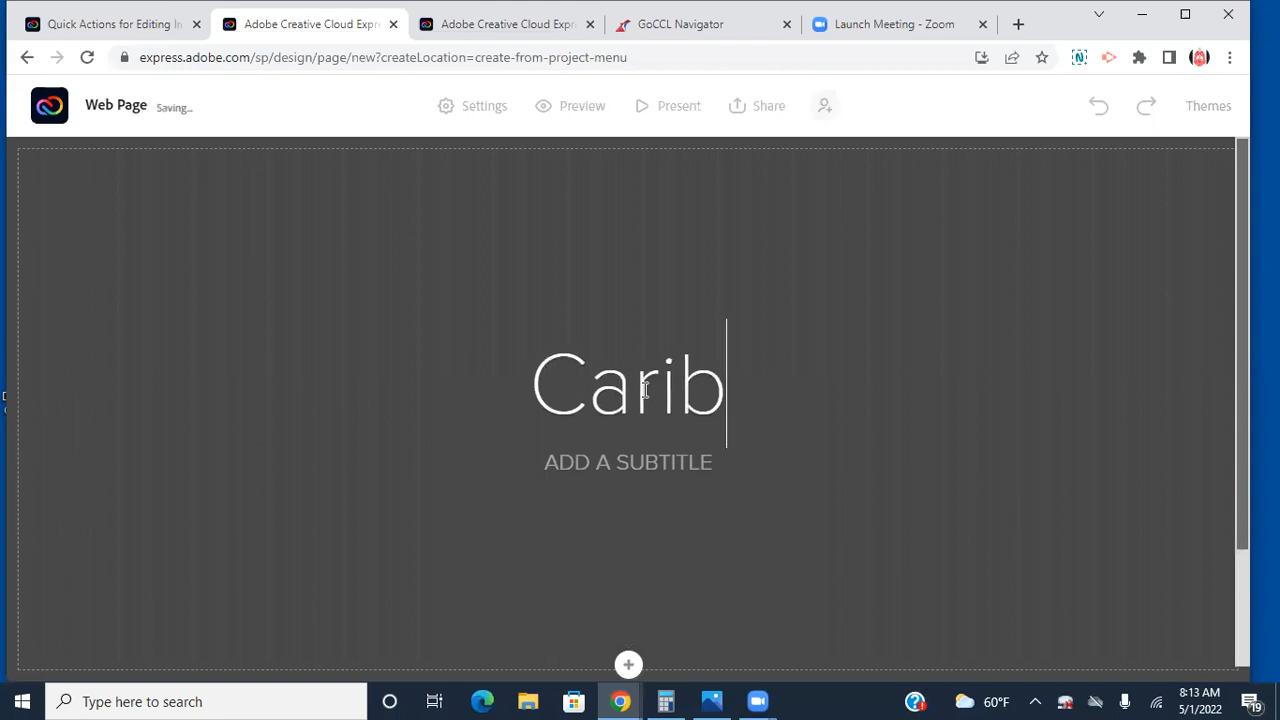 Quick Actions for Editing In
Adobe Creative Cloud Expre
Adobe Creative Cloud Expr
GoCCL Navigator
Launch Meeting - Zoom
express.adobe.com/sp/design/page/new?createLocation=create-from-project-menu
Web Page
Saving...
Settings
Preview
Present
Share
Themes
Carib
ADD A SUBTITLE
Type here to search
60°F
8:13 AM
5/1/2022
19